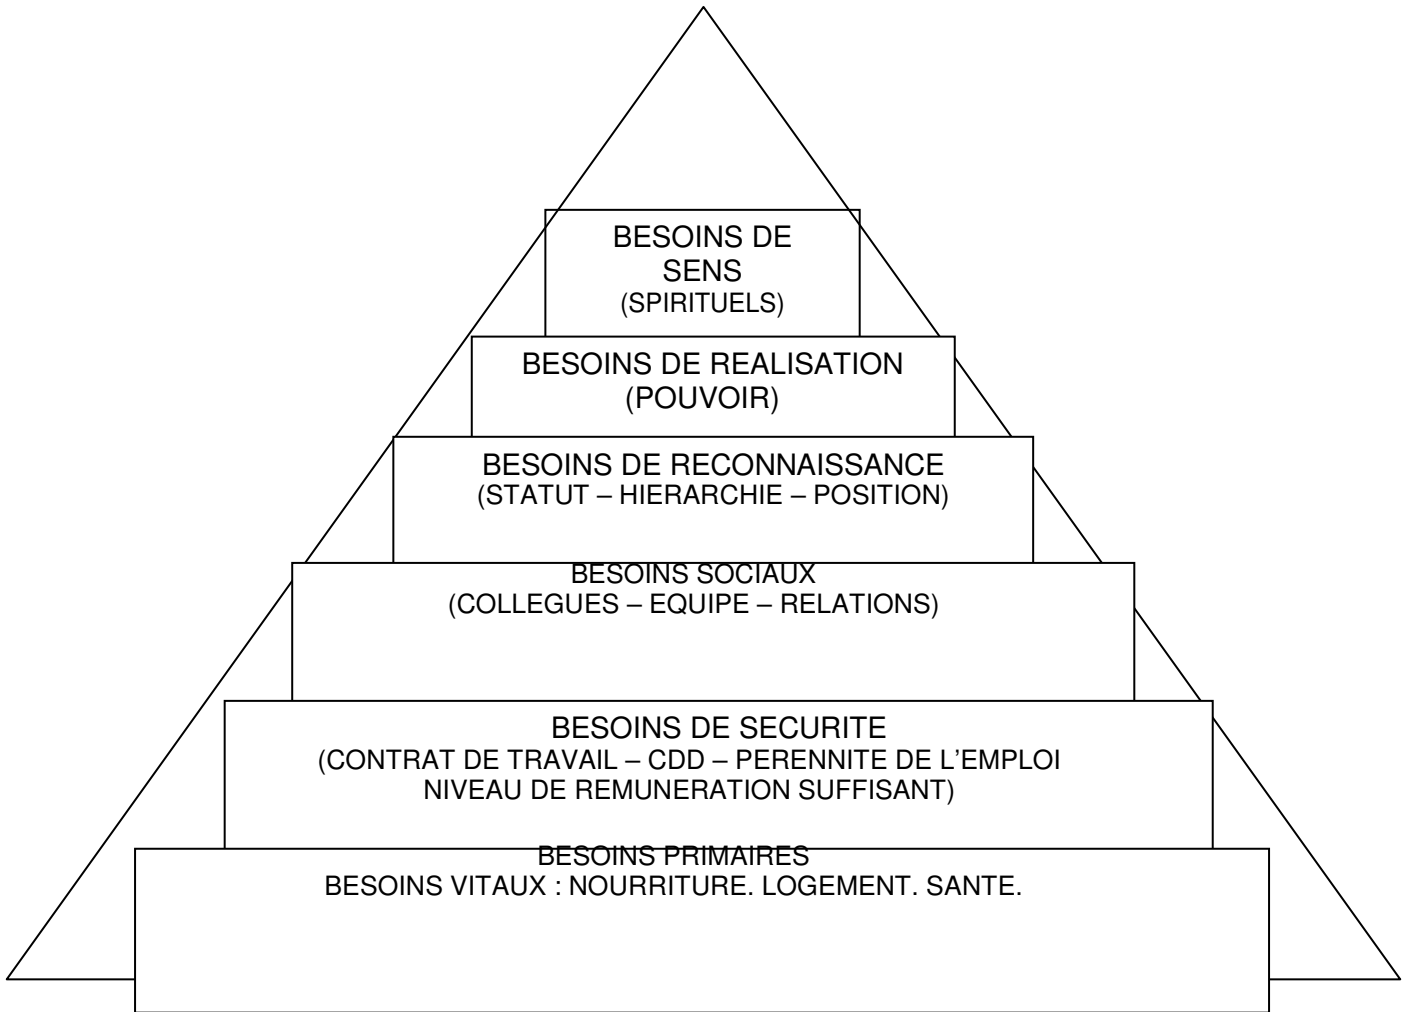 BESOINS DE
SENS
(SPIRITUELS)
BESOINS DE REALISATION
(POUVOIR)
BESOINS DE RECONNAISSANCE
(STATUT – HIERARCHIE – POSITION)
BESOINS SOCIAUX
(COLLEGUES – EQUIPE – RELATIONS)
BESOINS DE SECURITE
(CONTRAT DE TRAVAIL – CDD – PERENNITE DE L'EMPLOI
NIVEAU DE REMUNERATION SUFFISANT)
BESOINS PRIMAIRES
BESOINS VITAUX : NOURRITURE. LOGEMENT. SANTE.